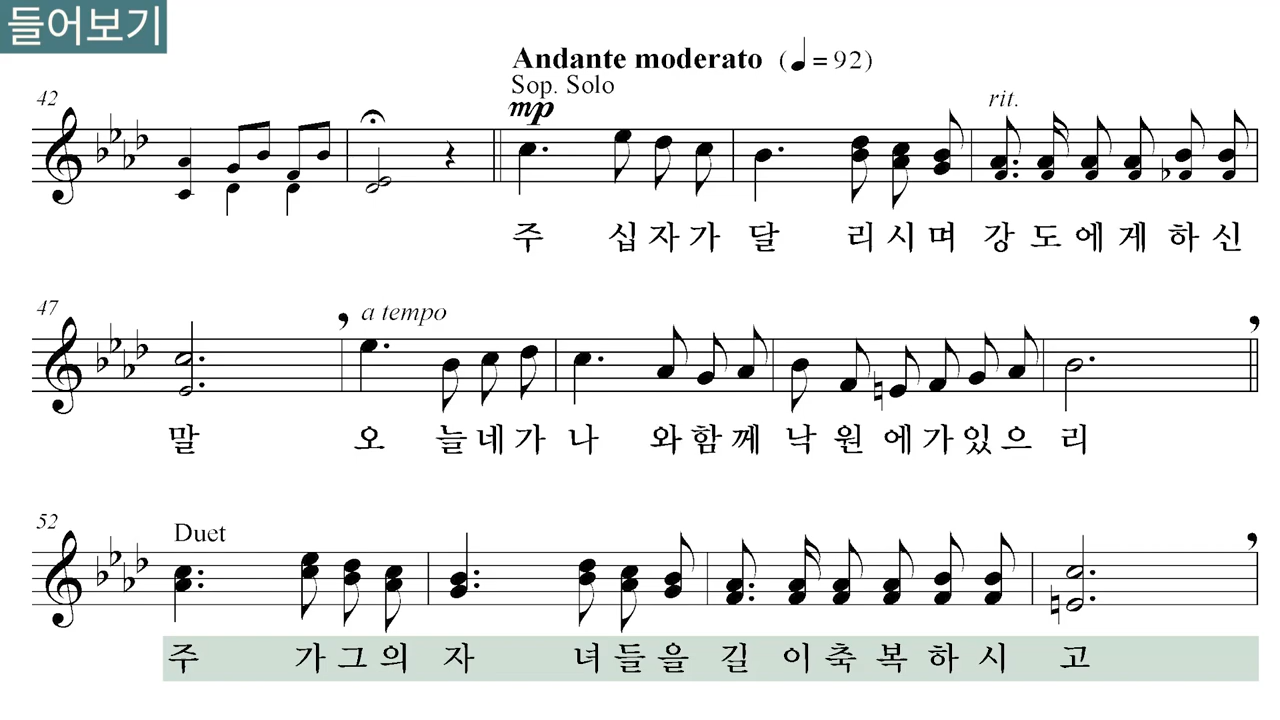 들어보기
Andante moderato (♩= 92)
Sop. Solo
42
mp
rit.
주 십자가 달 리시며 강도에게하신
47
a tempo
말 오 늘네가 나 와함께 낙원에가있으 리
52
Duet
주 가그의 자 녀들을 길이축복하시 고